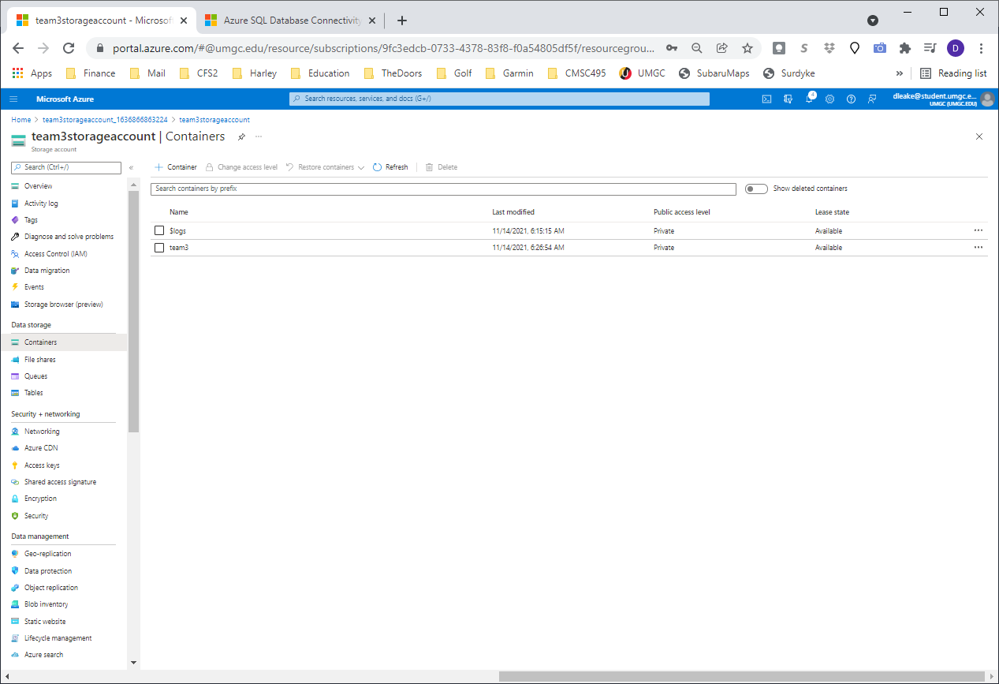 team3storageaccount - Microsof
Azure SQL Database Connectivity
portal.azure.com/#@umgc.edu/resource/subscriptions/9fc3edcb-0733-4378-83f8-f0a54805df5f/resourcegrou...
D
Apps Finance Mail CFS2 Harley Education TheDoors Golf Garmin CMSC495 UMGC SubaruMaps Surdyke » Reading list
Microsoft Azure
Search resources, services, and docs (G+/)
4
dleake@student.umgc.e...
UMGC (UMGC.EDU)
Home > team3storageaccount_1636866863224 > team3storageaccount
team3storageaccount | Containers ...
Storage account
Search (Ctrl+/) «
Overview
Activity log
Tags
Diagnose and solve problems
Access Control (IAM)
Data migration
Events
Storage browser (preview)
Data storage
Containers
File shares
Queues
Tables
Security + networking
Networking
Azure CDN
Access keys
Shared access signature
Encryption
Security
Data management
Geo-replication
Data protection
Object replication
Blob inventory
Static website
Lifecycle management
Azure search
+ Container Change access level Restore containers Refresh Delete
Search containers by prefix
Show deleted containers
Name Last modified Public access level Lease state
$logs 11/14/2021, 6:15:15 AM Private Available ...
team3 11/14/2021, 6:26:54 AM Private Available ...